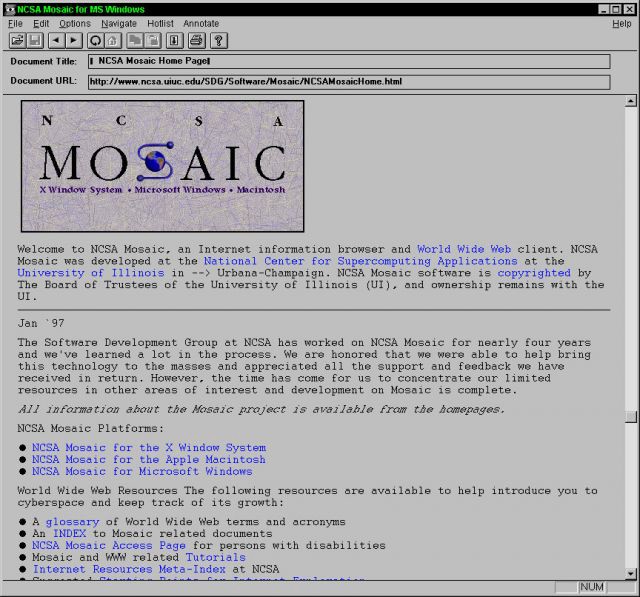 NCSA Mosaic for MS Windows
File Edit Options Navigate Hotlist Annotate Help
Document Title: NCSA Mosaic Home Page
Document URL: http://www.ncsa.uiuc.edu/SDG/Software/Mosaic/NCSAMosaicHome.html
N C S A
MOSAIC
X Window System • Microsoft Windows • Macintosh
Welcome to NCSA Mosaic, an Internet information browser and World Wide Web client. NCSA
Mosaic was developed at the National Center for Supercomputing Applications at the
University of Illinois in --> Urbana-Champaign. NCSA Mosaic software is copyrighted by
The Board of Trustees of the University of Illinois (UI), and ownership remains with the
UI.
Jan `97
The Software Development Group at NCSA has worked on NCSA Mosaic for nearly four years
and we've learned a lot in the process. We are honored that we were able to help bring
this technology to the masses and appreciated all the support and feedback we have
received in return. However, the time has come for us to concentrate our limited
resources in other areas of interest and development on Mosaic is complete.
All information about the Mosaic project is available from the homepages.
NCSA Mosaic Platforms:
● NCSA Mosaic for the X Window System
● NCSA Mosaic for the Apple Macintosh
● NCSA Mosaic for Microsoft Windows
World Wide Web Resources The following resources are available to help introduce you to
cyberspace and keep track of its growth:
● A glossary of World Wide Web terms and acronyms
● An INDEX to Mosaic related documents
● NCSA Mosaic Access Page for persons with disabilities
● Mosaic and WWW related Tutorials
● Internet Resources Meta-Index at NCSA
● Suggested Starting Points for Internet Exploration
NUM